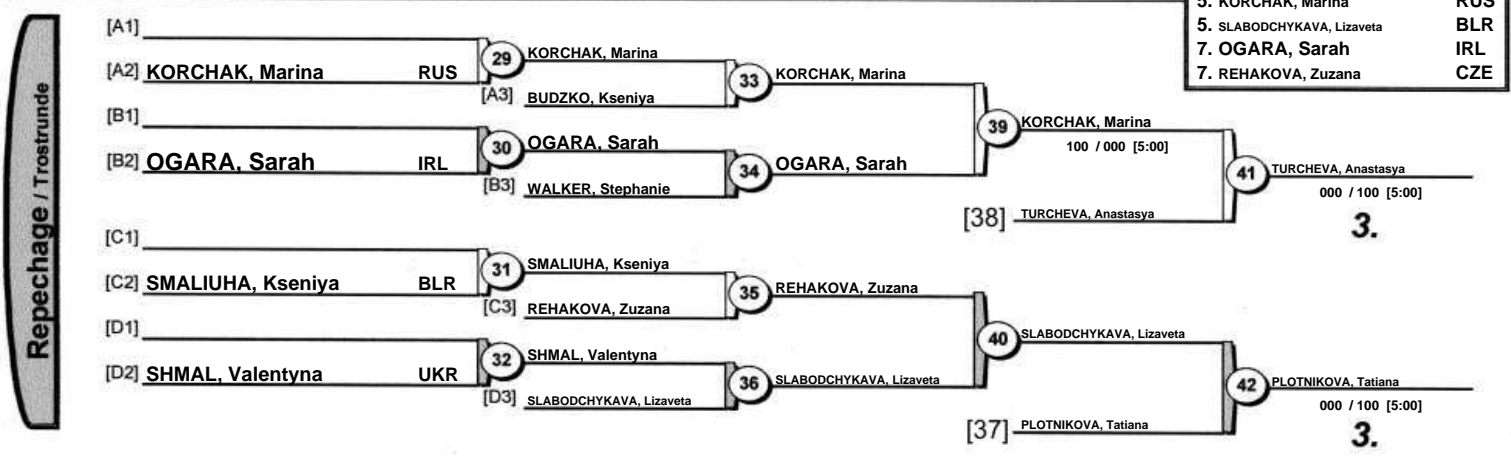 5. KORCHAK, Marina RUS
5. SLABODCHYKAVA, Lizaveta BLR
7. OGARA, Sarah IRL
7. REHAKOVA, Zuzana CZE
Repechage / Trostrunde
[A1]
[A2] KORCHAK, Marina RUS
29
KORCHAK, Marina
[A3] BUDZKO, Kseniya
33
KORCHAK, Marina
[B1]
[B2] OGARA, Sarah IRL
30
OGARA, Sarah
[B3] WALKER, Stephanie
34
OGARA, Sarah
39
KORCHAK, Marina
100 / 000 [5:00]
[38] TURCHEVA, Anastasya
41
TURCHEVA, Anastasya
000 / 100 [5:00]
3.
[C1]
[C2] SMALIUHA, Kseniya BLR
31
SMALIUHA, Kseniya
[C3] REHAKOVA, Zuzana
35
REHAKOVA, Zuzana
[D1]
[D2] SHMAL, Valentyna UKR
32
SHMAL, Valentyna
[D3] SLABODCHYKAVA, Lizaveta
36
SLABODCHYKAVA, Lizaveta
40
SLABODCHYKAVA, Lizaveta
[37] PLOTNIKOVA, Tatiana
42
PLOTNIKOVA, Tatiana
000 / 100 [5:00]
3.